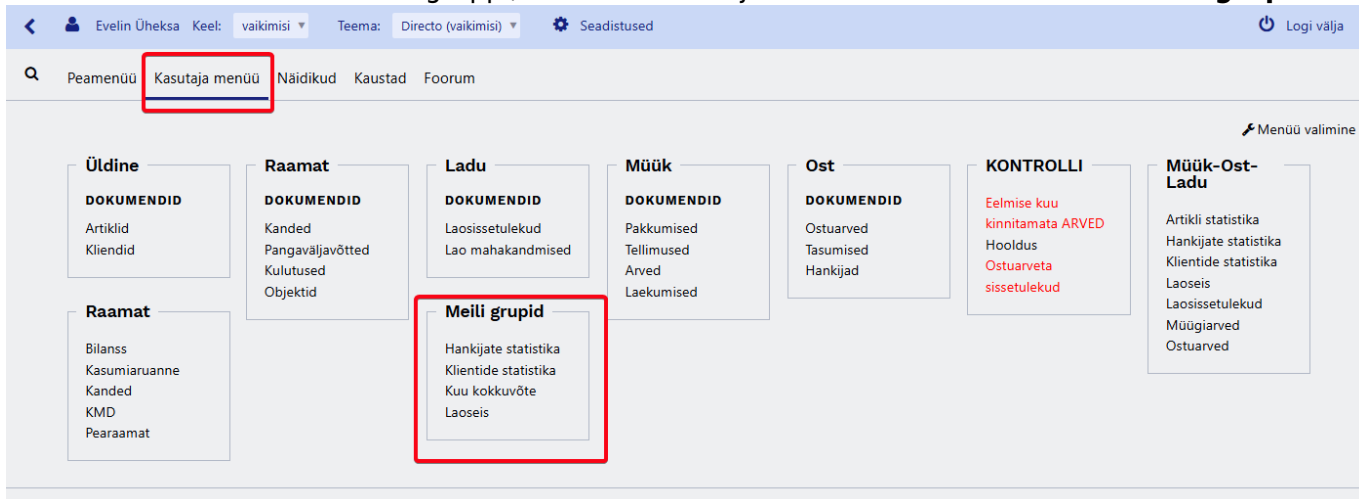 Evelin Üheksa Keel: vaikimisi Teema: Directo (vaikimisi) Seadistused Logi välja
Peamenüü Kasutaja menüü Näidikud Kaustad Foorum
Menüü valimine
Üldine
DOKUMENDID
Artiklid
Kliendid
Raamat
DOKUMENDID
Kanded
Pangaväljavõtted
Kulutused
Objektid
Ladu
DOKUMENDID
Laosissetulekud
Lao mahakandmised
Müük
DOKUMENDID
Pakkumised
Tellimused
Arved
Laekumised
Ost
DOKUMENDID
Ostuarved
Tasumised
Hankijad
KONTROLLI
Eelmise kuu
kinnitamata ARVED
Hooldus
Ostuarveta
sissetulekud
Müük-Ost-
Ladu
Artikli statistika
Hankijate statistika
Klientide statistika
Laoseis
Laosissetulekud
Müügiarved
Ostuarved
Raamat
Bilanss
Kasumiaruanne
Kanded
KMD
Pearaamat
Meili grupid
Hankijate statistika
Klientide statistika
Kuu kokkuvõte
Laoseis